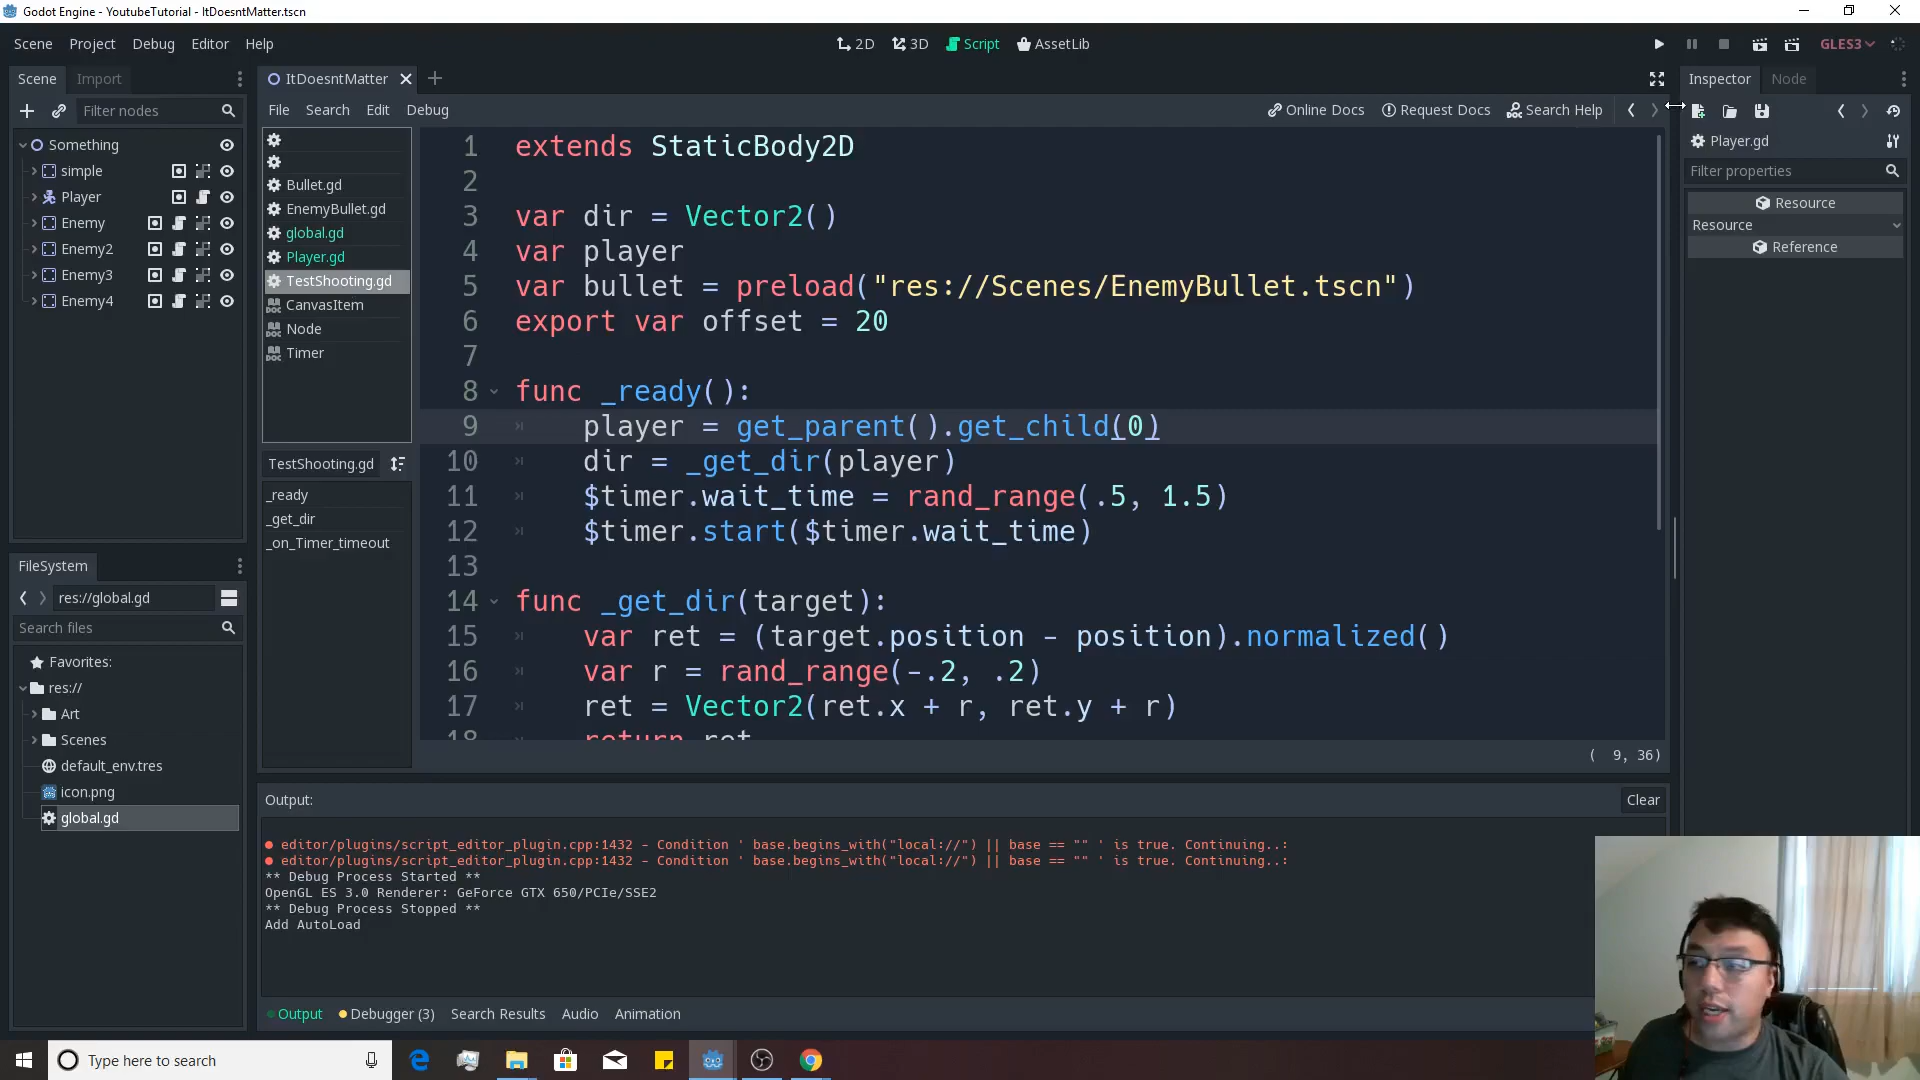 Godot Engine - YoutubeTutorial - ItDoesntMatter.tscn
Scene Project Debug Editor Help
2D 3D Script AssetLib
GLES3
Scene Import
ItDoesntMatter
Inspector Node
Filter nodes
File Search Edit Debug
Online Docs Request Docs Search Help
Something
simple
Player
Enemy
Enemy2
Enemy3
Enemy4
Bullet.gd
EnemyBullet.gd
global.gd
Player.gd
TestShooting.gd
CanvasItem
Node
Timer
TestShooting.gd
_ready
_get_dir
_on_Timer_timeout
1 extends StaticBody2D
2
3 var dir = Vector2()
4 var player
5 var bullet = preload("res://Scenes/EnemyBullet.tscn")
6 export var offset = 20
7
8 func _ready():
9 player = get_parent().get_child(0)
10 dir = _get_dir(player)
11 $timer.wait_time = rand_range(.5, 1.5)
12 $timer.start($timer.wait_time)
13
14 func _get_dir(target):
15 var ret = (target.position - position).normalized()
16 var r = rand_range(-.2, .2)
17 ret = Vector2(ret.x + r, ret.y + r)
18 return ret
( 9, 36)
Player.gd
Filter properties
Resource
Resource
Reference
FileSystem
res://global.gd
Search files
Favorites:
res://
Art
Scenes
default_env.tres
icon.png
global.gd
Output:
Clear
editor/plugins/script_editor_plugin.cpp:1432 - Condition ' base.begins_with("local://") || base == "" ' is true. Continuing..:
editor/plugins/script_editor_plugin.cpp:1432 - Condition ' base.begins_with("local://") || base == "" ' is true. Continuing..:
** Debug Process Started **
OpenGL ES 3.0 Renderer: GeForce GTX 650/PCIe/SSE2
** Debug Process Stopped **
Add AutoLoad
Output Debugger (3) Search Results Audio Animation
Type here to search